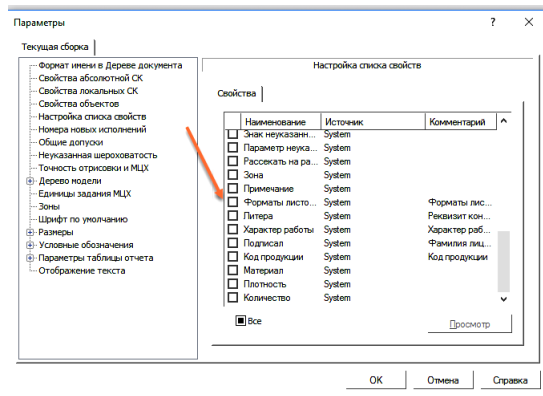 Параметры
Текущая сборка
Формат имени в Дереве документа
Свойства абсолютной СК
Свойства локальных СК
Свойства объектов
Настройка списка свойств
Номера новых исполнений
Общие допуски
Неуказанная шероховатость
Точность отрисовки и МЦХ
Дерево модели
Единицы задания МЦХ
Зоны
Шрифт по умолчанию
Размеры
Условные обозначения
Параметры таблицы отчета
Отображение текста
Настройка списка свойств
Свойства
Наименование Источник Комментарий
Знак неуказанн... System
Параметр неука... System
Рассекать на ра... System
Зона System
Примечание System
Форматы листо... System Форматы лис...
Литера System Реквизит кон...
Характер работы System Характер раб...
Подписал System Фамилия лиц...
Код продукции System Код продукции
Материал System
Плотность System
Количество System
Все
Просмотр
ОК Отмена Справка